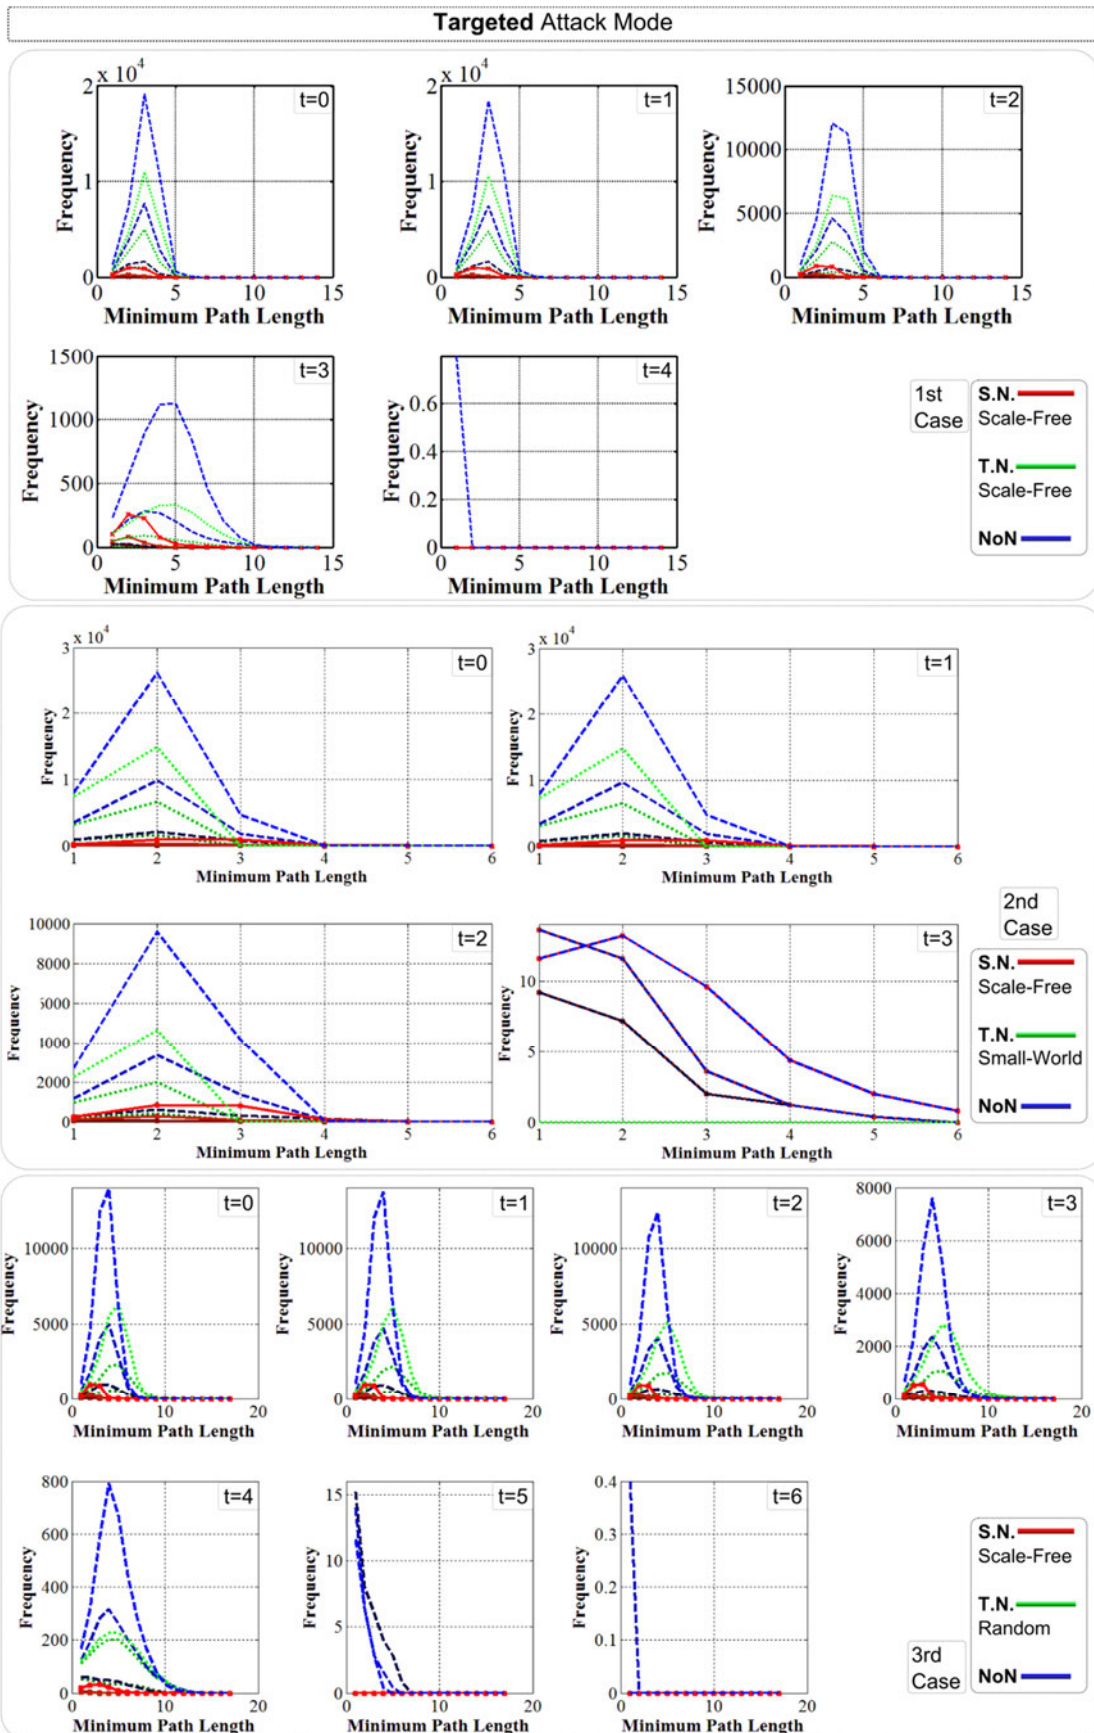 Targeted Attack Mode
2 x 10⁴
t=0
1
0
0 5 10 15
Frequency
Minimum Path Length
2 x 10⁴
t=1
1
0
0 5 10 15
Frequency
Minimum Path Length
15000
t=2
10000
5000
0
0 5 10 15
Frequency
Minimum Path Length
1500
t=3
1000
500
0
0 5 10 15
Frequency
Minimum Path Length
t=4
0.6
0.4
0.2
0
0 5 10 15
Frequency
Minimum Path Length
1st
Case
S.N.
Scale-Free
T.N.
Scale-Free
NoN
3 x 10⁴
t=0
2
1
0
1 2 3 4 5 6
Frequency
Minimum Path Length
3 x 10⁴
t=1
2
1
0
1 2 3 4 5 6
Frequency
Minimum Path Length
10000
t=2
8000
2000
0
1 2 3 4 5 6
Frequency
Minimum Path Length
t=3
10
5
0
1 2 3 4 5 6
Frequency
Minimum Path Length
2nd
Case
S.N.
Scale-Free
T.N.
Small-World
NoN
t=0
10000
5000
0
0 10 20
Frequency
Minimum Path Length
t=1
10000
5000
0
0 10 20
Frequency
Minimum Path Length
t=2
10000
5000
0
0 10 20
Frequency
Minimum Path Length
8000
t=3
6000
4000
2000
0
0 10 20
Frequency
Minimum Path Length
800
t=4
600
400
200
0
0 10 20
Frequency
Minimum Path Length
15
t=5
10
5
0
0 10 20
Frequency
Minimum Path Length
0.4
t=6
0.3
0.2
0.1
0
0 10 20
Frequency
Minimum Path Length
3rd
Case
S.N.
Scale-Free
T.N.
Random
NoN